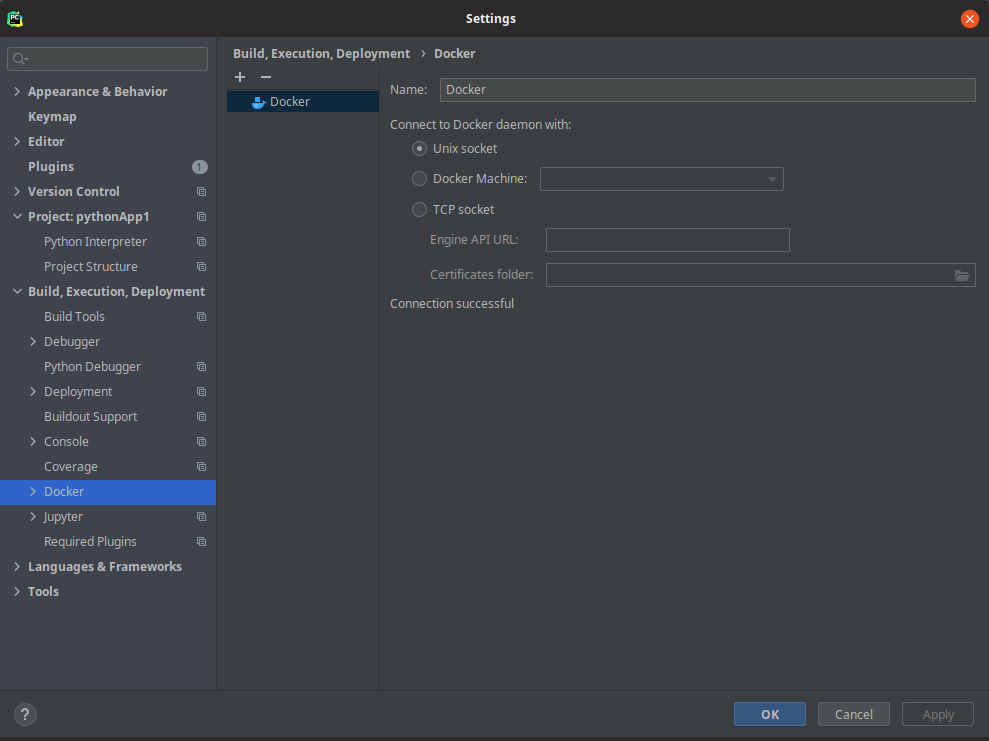 PC
Settings
Appearance & Behavior
Keymap
Editor
Plugins 1
Version Control
Project: pythonApp1
Python Interpreter
Project Structure
Build, Execution, Deployment
Build Tools
Debugger
Python Debugger
Deployment
Buildout Support
Console
Coverage
Docker
Jupyter
Required Plugins
Languages & Frameworks
Tools
Build, Execution, Deployment › Docker
Docker
Name: Docker
Connect to Docker daemon with:
Unix socket
Docker Machine:
TCP socket
Engine API URL:
Certificates folder:
Connection successful
?
OK Cancel Apply